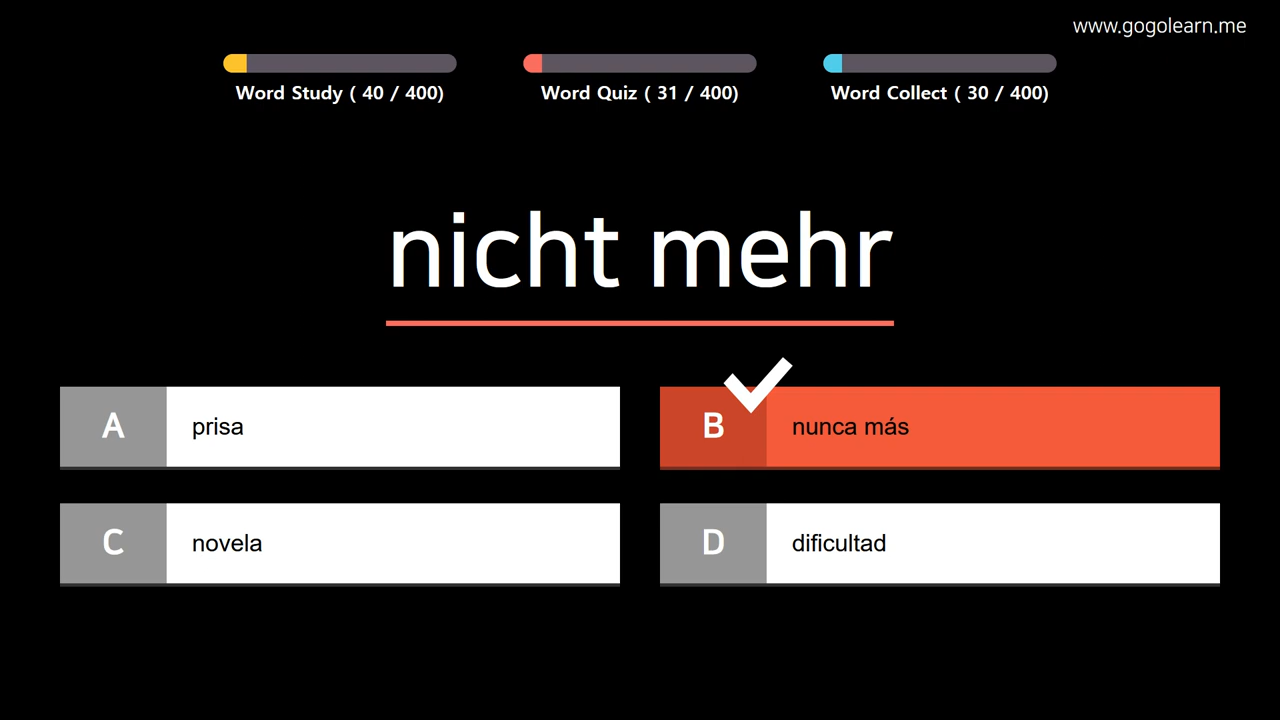 www.gogolearn.me
Word Study ( 40 / 400)
Word Quiz ( 31 / 400)
Word Collect ( 30 / 400)
nicht mehr
A
prisa
B
nunca más
C
novela
D
dificultad